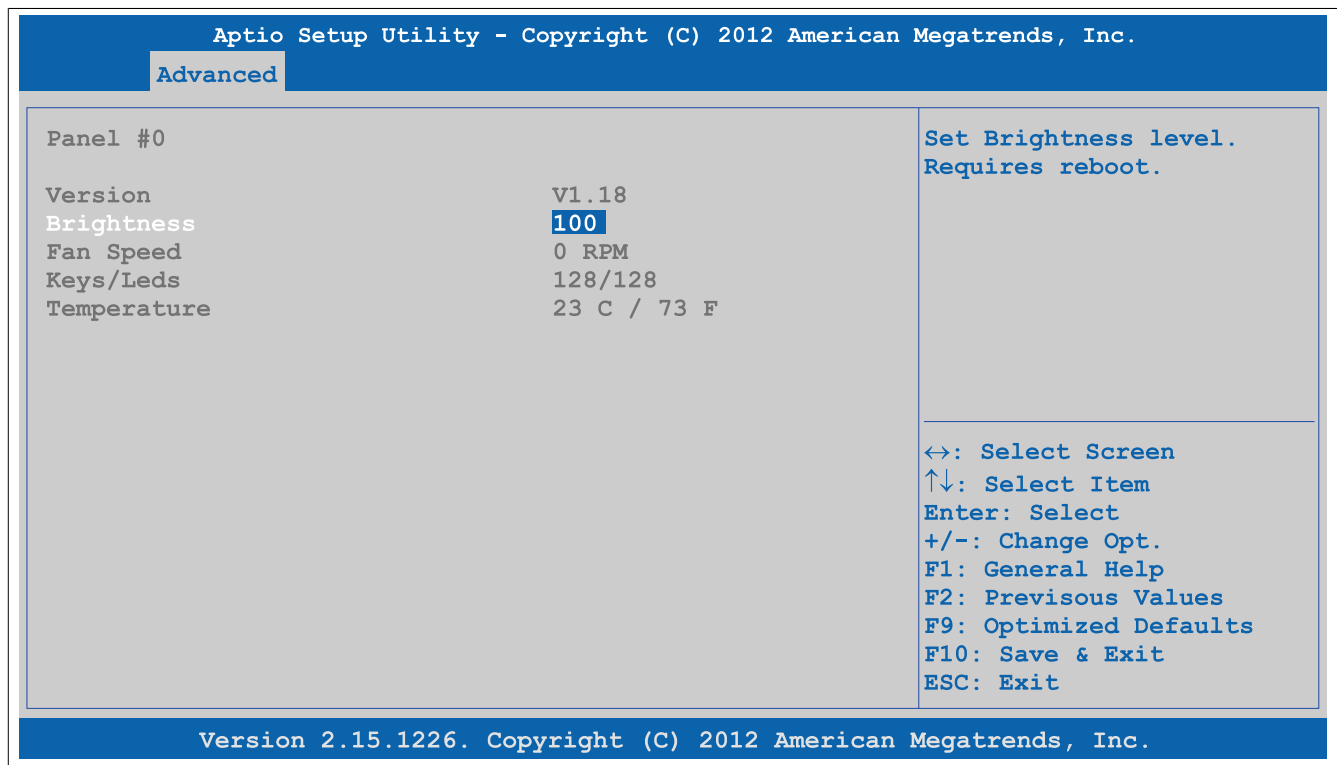 Aptio Setup Utility - Copyright (C) 2012 American Megatrends, Inc.
Advanced
Panel #0
Version V1.18
Brightness 100
Fan Speed 0 RPM
Keys/Leds 128/128
Temperature 23 C / 73 F
Set Brightness level.
Requires reboot.
↔: Select Screen
↑↓: Select Item
Enter: Select
+/-: Change Opt.
F1: General Help
F2: Previsous Values
F9: Optimized Defaults
F10: Save & Exit
ESC: Exit
Version 2.15.1226. Copyright (C) 2012 American Megatrends, Inc.